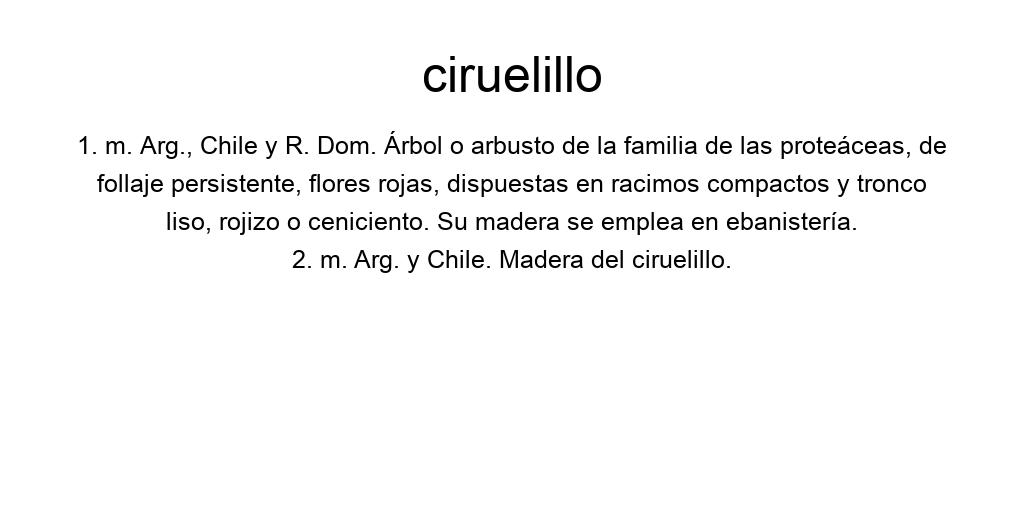 ciruelillo
1. m. Arg., Chile y R. Dom. Árbol o arbusto de la familia de las proteáceas, de
follaje persistente, flores rojas, dispuestas en racimos compactos y tronco
liso, rojizo o ceniciento. Su madera se emplea en ebanistería.
2. m. Arg. y Chile. Madera del ciruelillo.